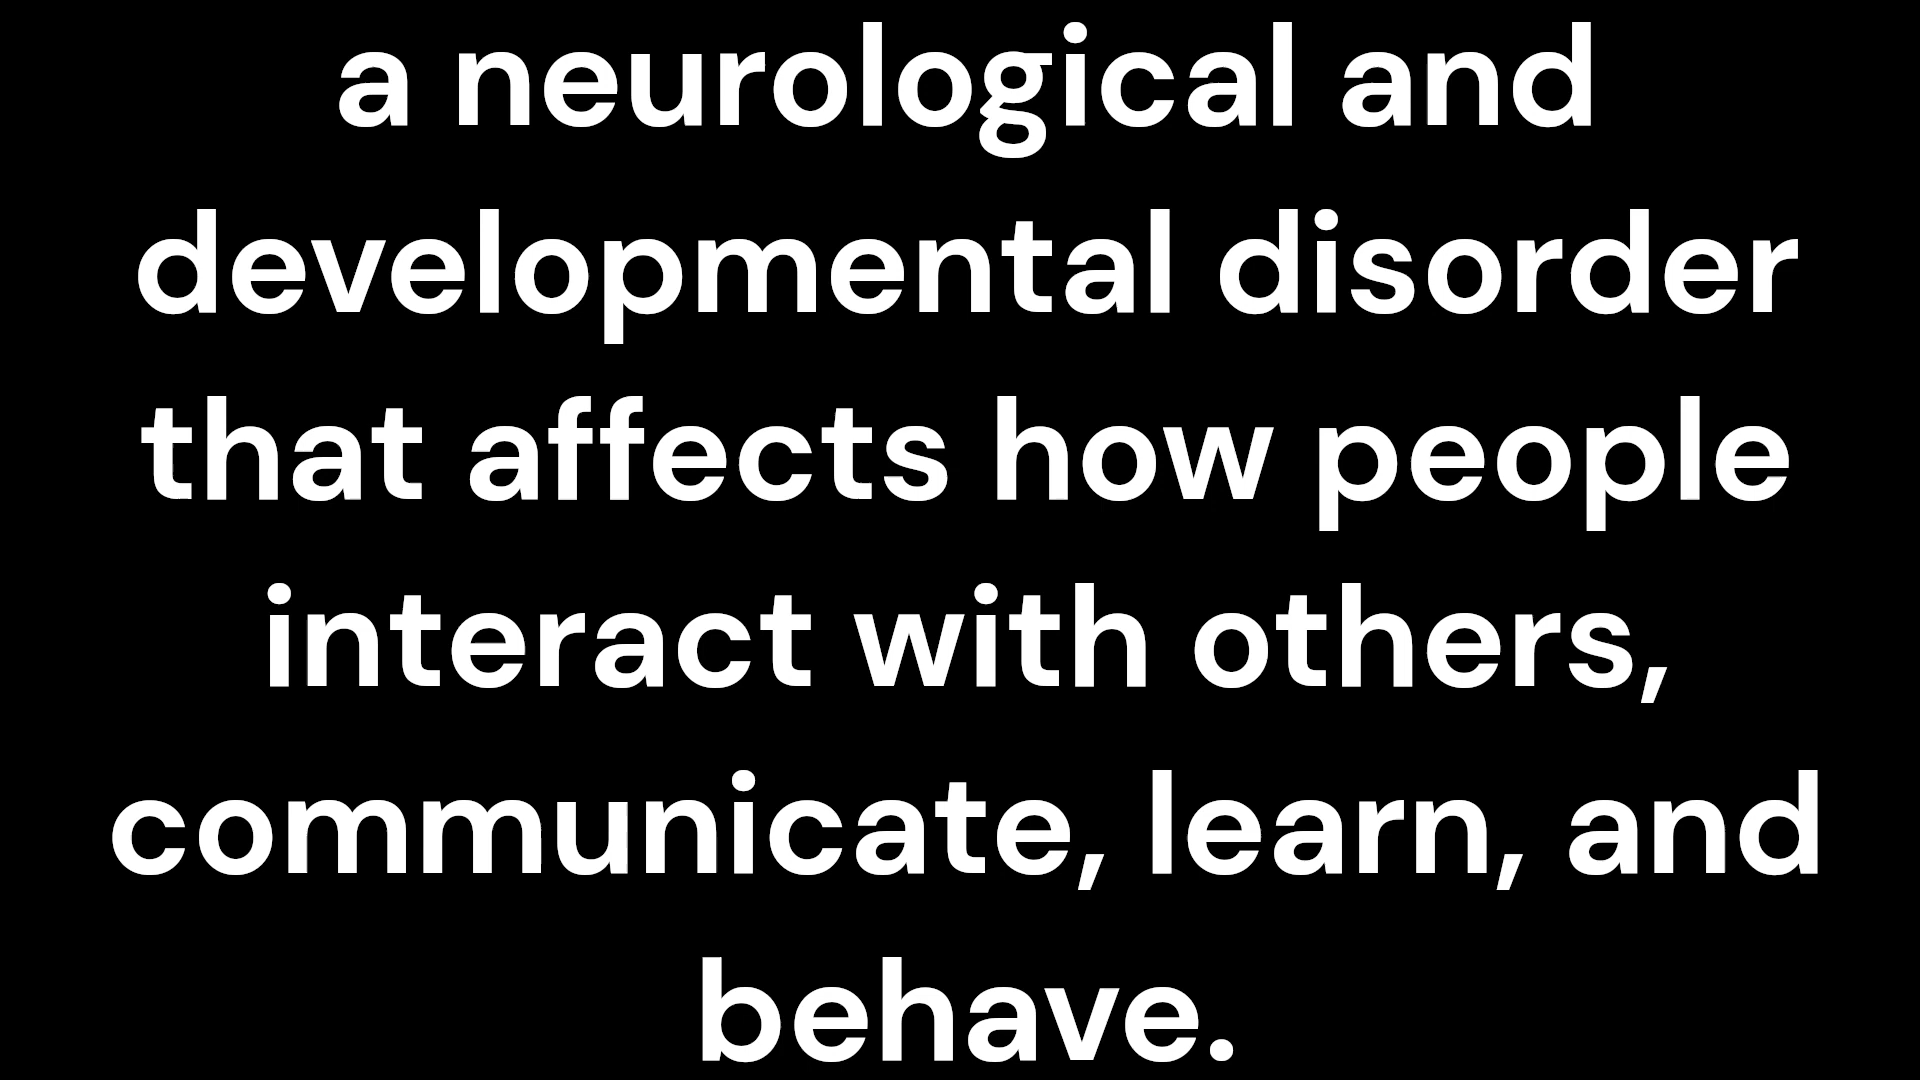 a neurological and
developmental disorder
that affects how people
interact with others,
communicate, learn, and
behave.